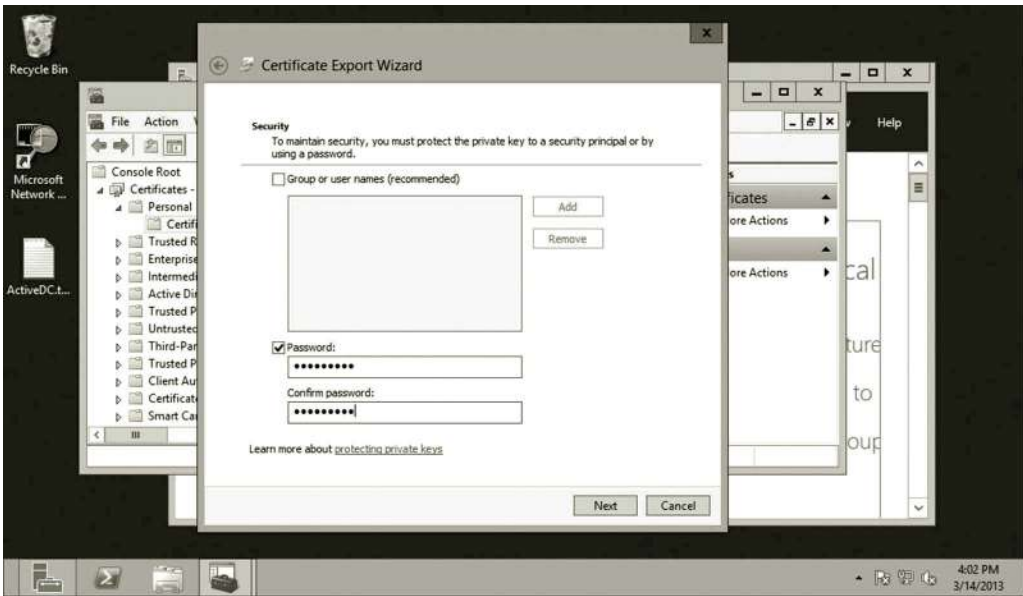 Recycle Bin
Microsoft
Network ...
ActiveDC.t...
Certificate Export Wizard
x
File Action
Console Root
Certificates -
Personal
Certifi
Trusted R
Enterprise
Intermedi
Active Dir
Trusted P
Untrusted
Third-Par
Trusted P
Client Au
Certificat
Smart Car
Security
To maintain security, you must protect the private key to a security principal or by
using a password.
Group or user names (recommended)
Add
Remove
Password:
Confirm password:
Learn more about protecting private keys
Next
Cancel
Help
s
ficates
ore Actions
ore Actions
cal
ture
to
oup
4:02 PM
3/14/2013